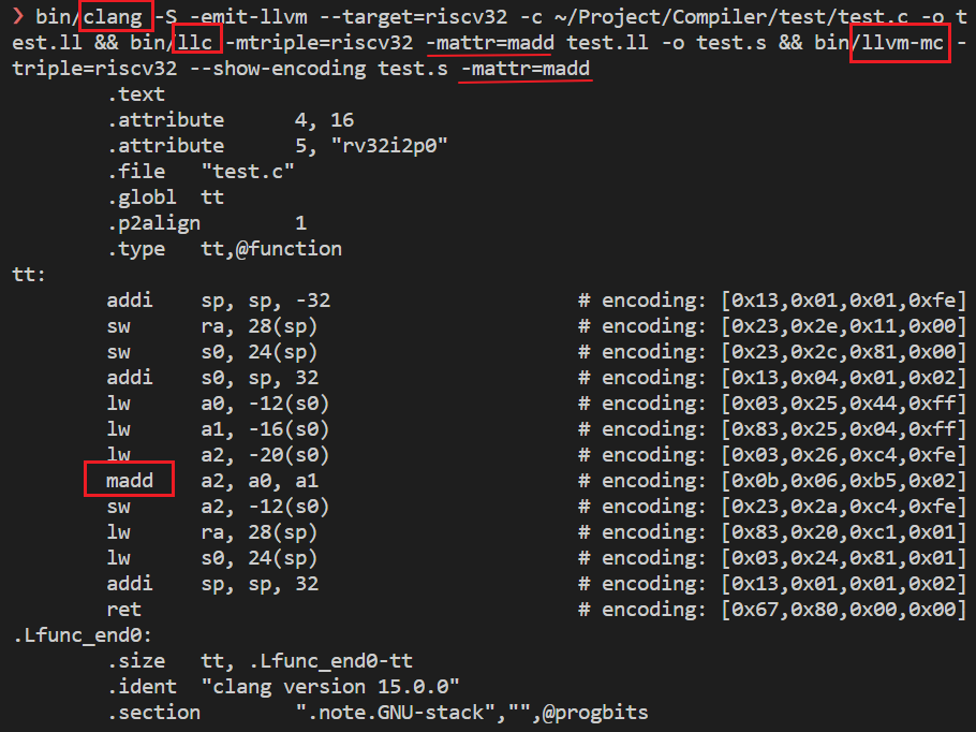 ❯ bin/clang -S -emit-llvm --target=riscv32 -c ~/Project/Compiler/test/test.c -o t
est.ll && bin/llc -mtriple=riscv32 -mattr=madd test.ll -o test.s && bin/llvm-mc -
triple=riscv32 --show-encoding test.s -mattr=madd
.text
.attribute 4, 16
.attribute 5, "rv32i2p0"
.file "test.c"
.globl tt
.p2align 1
.type tt,@function
tt:
addi sp, sp, -32 # encoding: [0x13,0x01,0x01,0xfe]
sw ra, 28(sp) # encoding: [0x23,0x2e,0x11,0x00]
sw s0, 24(sp) # encoding: [0x23,0x2c,0x81,0x00]
addi s0, sp, 32 # encoding: [0x13,0x04,0x01,0x02]
lw a0, -12(s0) # encoding: [0x03,0x25,0x44,0xff]
lw a1, -16(s0) # encoding: [0x83,0x25,0x04,0xff]
lw a2, -20(s0) # encoding: [0x03,0x26,0xc4,0xfe]
madd a2, a0, a1 # encoding: [0x0b,0x06,0xb5,0x02]
sw a2, -12(s0) # encoding: [0x23,0x2a,0xc4,0xfe]
lw ra, 28(sp) # encoding: [0x83,0x20,0xc1,0x01]
lw s0, 24(sp) # encoding: [0x03,0x24,0x81,0x01]
addi sp, sp, 32 # encoding: [0x13,0x01,0x01,0x02]
ret # encoding: [0x67,0x80,0x00,0x00]
.Lfunc_end0:
.size tt, .Lfunc_end0-tt
.ident "clang version 15.0.0"
.section ".note.GNU-stack","",@progbits